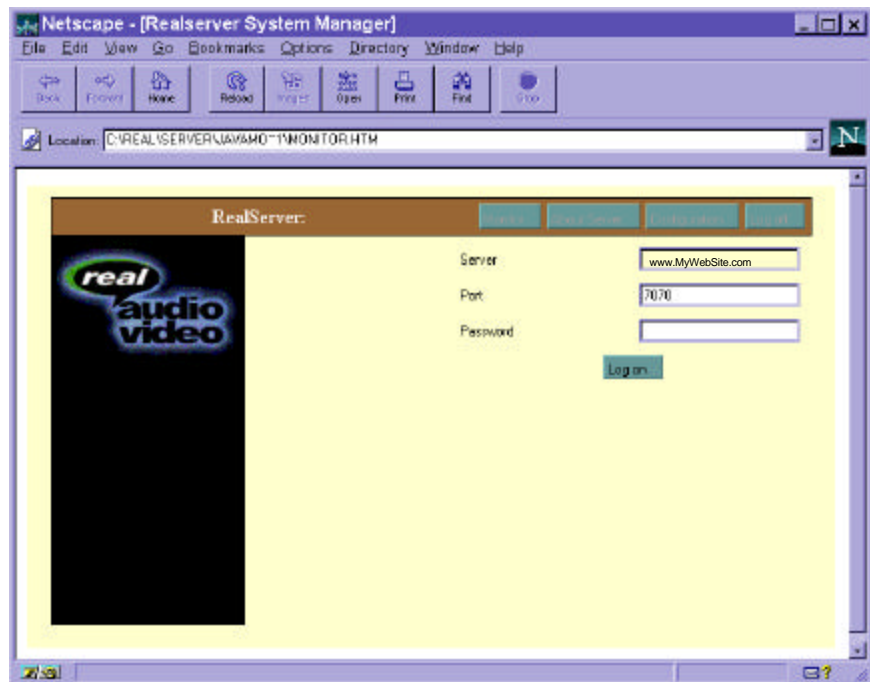 Netscape - [Realserver System Manager]
File Edit View Go Bookmarks Options Directory Window Help
Back Forward Home Reload Images Open Print Find Stop
Location: C:\REAL\SERVER\JAVAMO~1\MONITOR.HTM
N
RealServer:
real
audio
video
Server
www.MyWebSite.com
Port
7070
Password
Log on